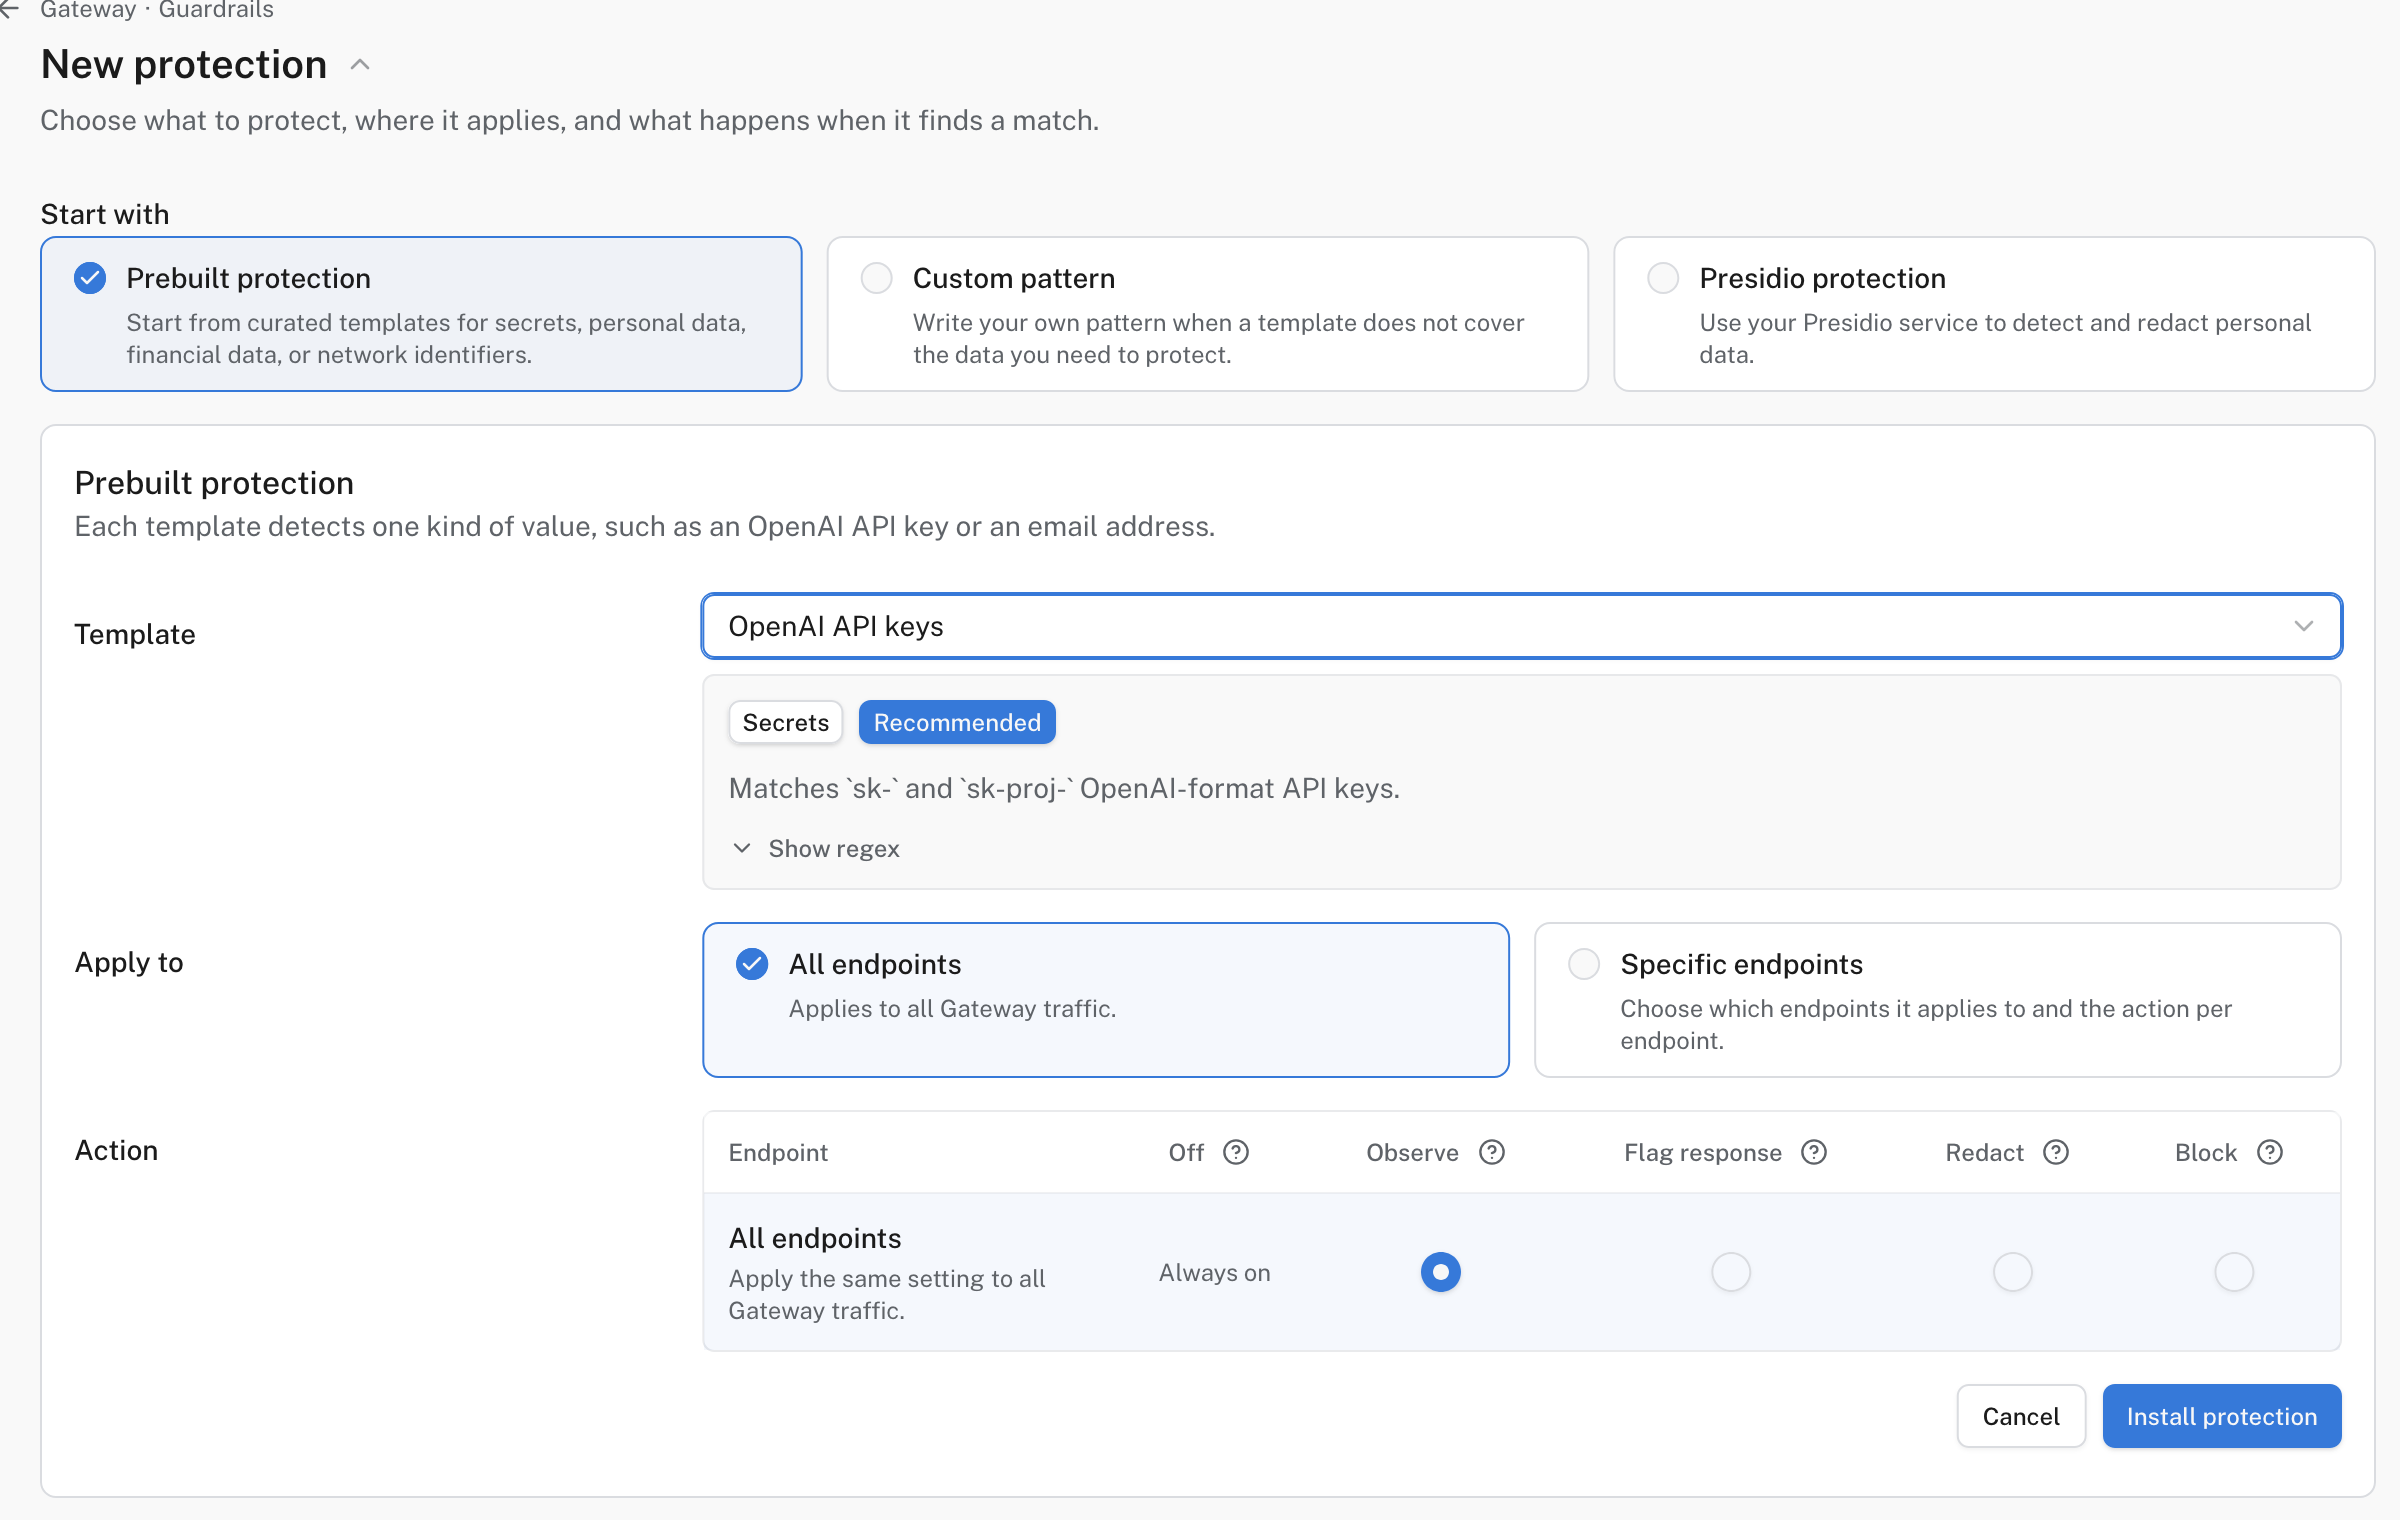 Gateway · Guardrails
New protection
Choose what to protect, where it applies, and what happens when it finds a match.
Start with
Prebuilt protection
Start from curated templates for secrets, personal data,
financial data, or network identifiers.
Custom pattern
Write your own pattern when a template does not cover
the data you need to protect.
Presidio protection
Use your Presidio service to detect and redact personal
data.
Prebuilt protection
Each template detects one kind of value, such as an OpenAI API key or an email address.
Template
OpenAI API keys
Secrets Recommended
Matches `sk-` and `sk-proj-` OpenAI-format API keys.
Show regex
Apply to
All endpoints
Applies to all Gateway traffic.
Specific endpoints
Choose which endpoints it applies to and the action per
endpoint.
Action
Endpoint Off Observe Flag response Redact Block
All endpoints
Apply the same setting to all
Gateway traffic.
Always on
Cancel Install protection